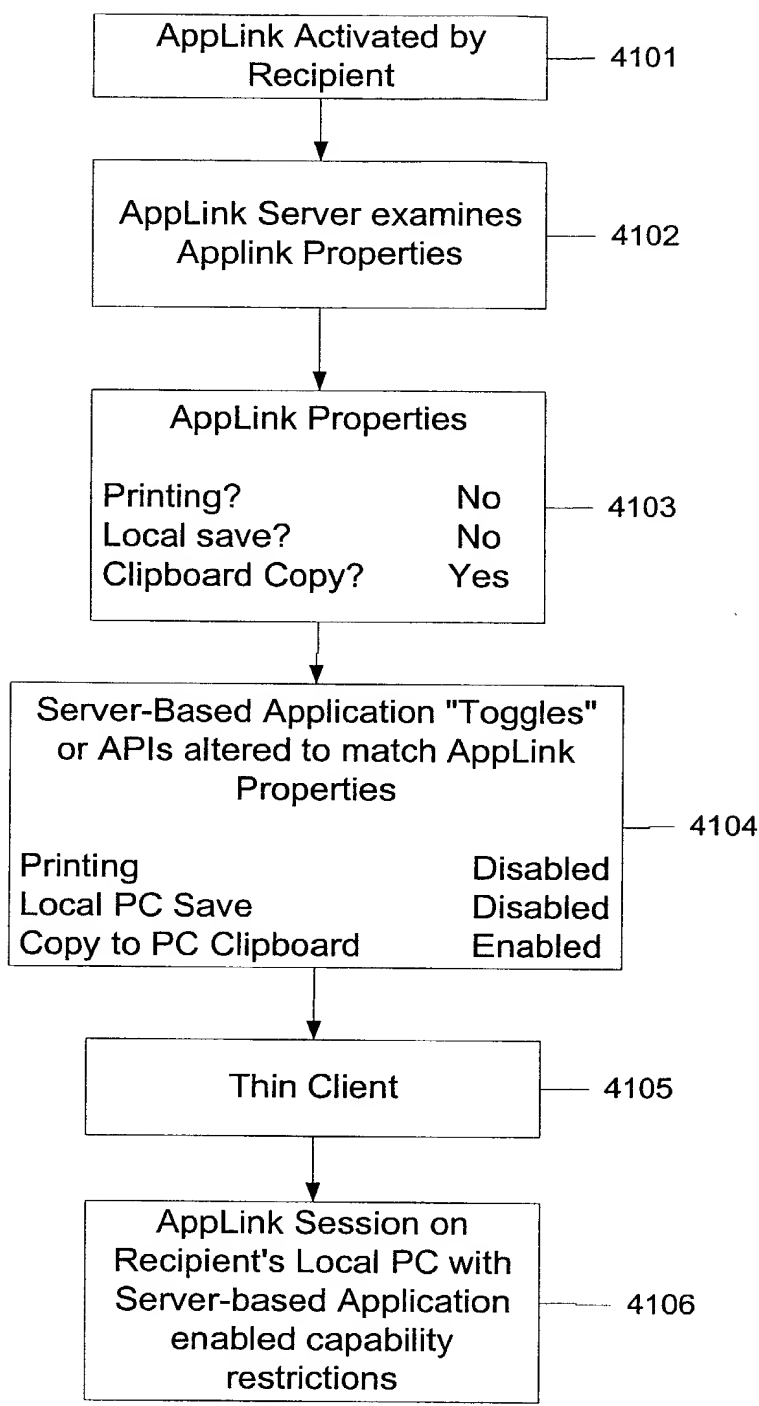 AppLink Activated by
Recipient
4101
AppLink Server examines
Applink Properties
4102
AppLink Properties
Printing? No
Local save? No
Clipboard Copy? Yes
4103
Server-Based Application "Toggles"
or APIs altered to match AppLink
Properties
Printing Disabled
Local PC Save Disabled
Copy to PC Clipboard Enabled
4104
Thin Client
4105
AppLink Session on
Recipient's Local PC with
Server-based Application
enabled capability
restrictions
4106